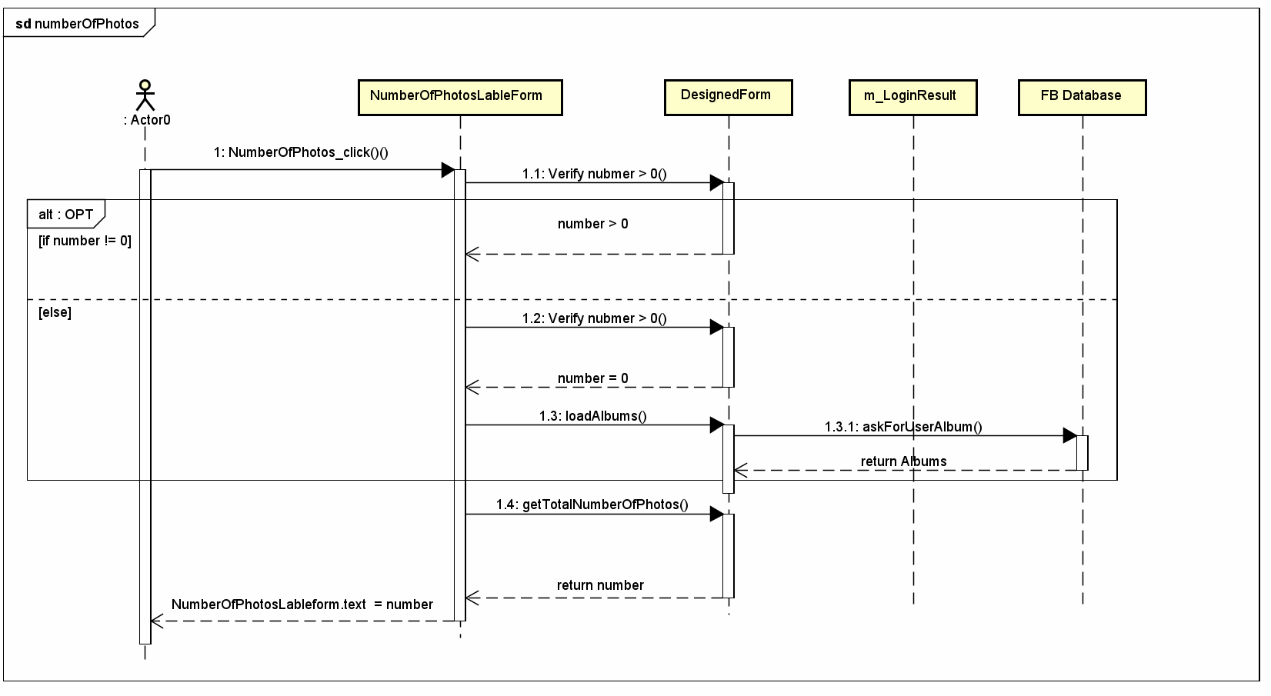 sd numberOfPhotos
NumberOfPhotosLableForm
DesignedForm
m_LoginResult
FB Database
: Actor0
1: NumberOfPhotos_click()()
1.1: Verify nubmer > 0()
alt : OPT
number > 0
[if number != 0]
[else]
1.2: Verify nubmer > 0()
number = 0
1.3: loadAlbums()
1.3.1: askForUserAlbum()
return Albums
1.4: getTotalNumberOfPhotos()
return number
NumberOfPhotosLableform.text = number